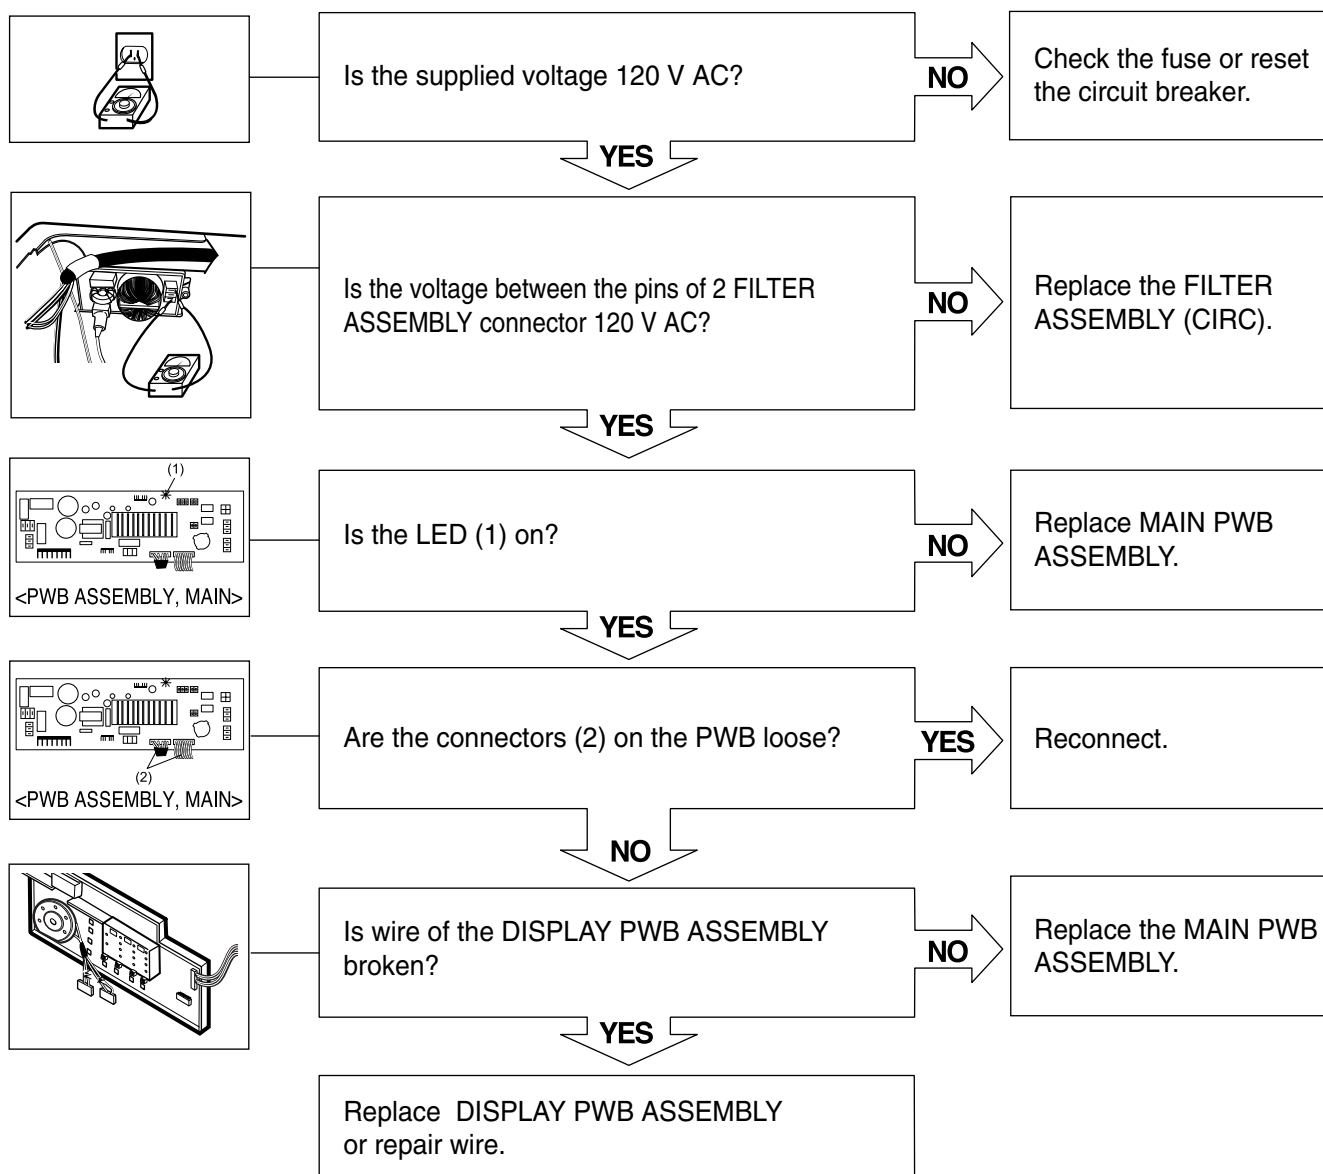 Is the supplied voltage 120 V AC?
NO
Check the fuse or reset
the circuit breaker.
YES
Is the voltage between the pins of 2 FILTER
ASSEMBLY connector 120 V AC?
NO
Replace the FILTER
ASSEMBLY (CIRC).
YES
(1)
<PWB ASSEMBLY, MAIN>
Is the LED (1) on?
NO
Replace MAIN PWB
ASSEMBLY.
YES
(2)
<PWB ASSEMBLY, MAIN>
Are the connectors (2) on the PWB loose?
YES
Reconnect.
NO
Is wire of the DISPLAY PWB ASSEMBLY
broken?
NO
Replace the MAIN PWB
ASSEMBLY.
YES
Replace DISPLAY PWB ASSEMBLY
or repair wire.